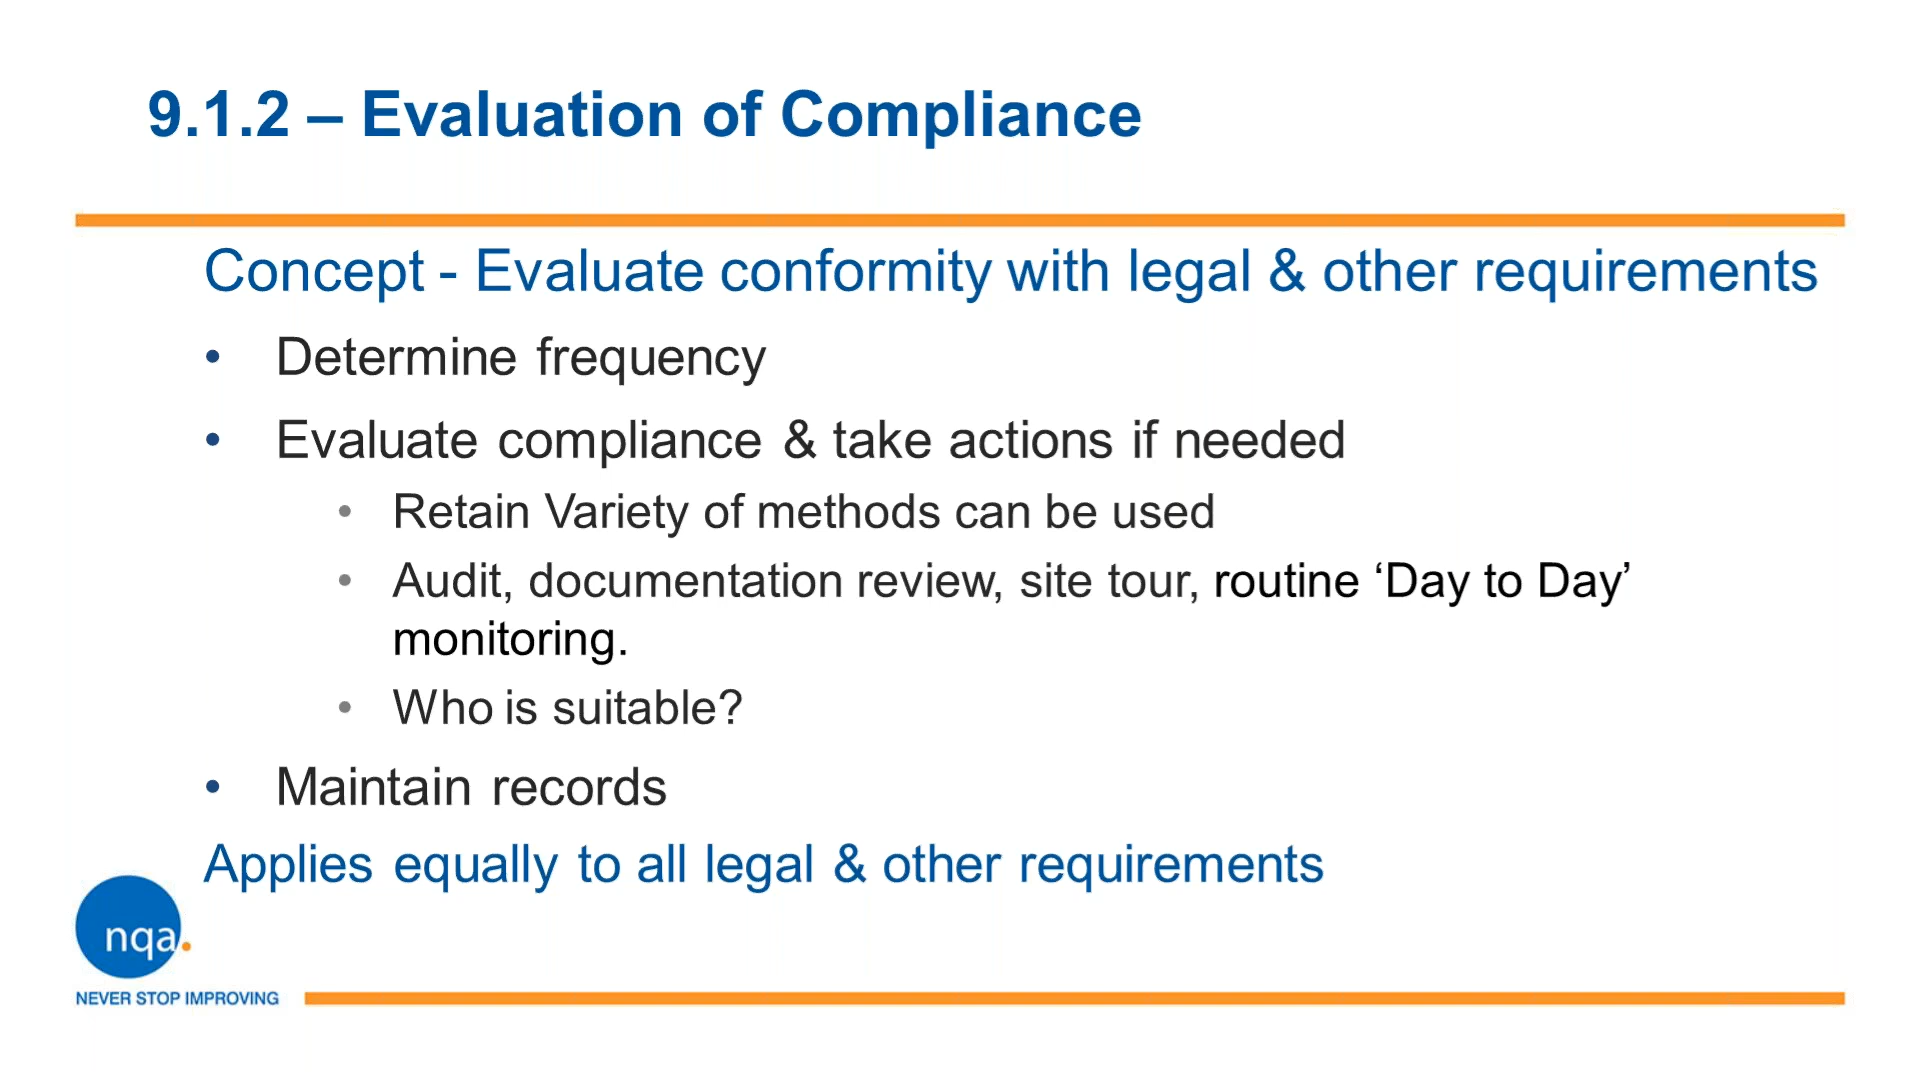 9.1.2 – Evaluation of Compliance
Concept - Evaluate conformity with legal & other requirements
• Determine frequency
• Evaluate compliance & take actions if needed
• Retain Variety of methods can be used
• Audit, documentation review, site tour, routine ‘Day to Day’
monitoring.
• Who is suitable?
• Maintain records
Applies equally to all legal & other requirements
nqa.
NEVER STOP IMPROVING